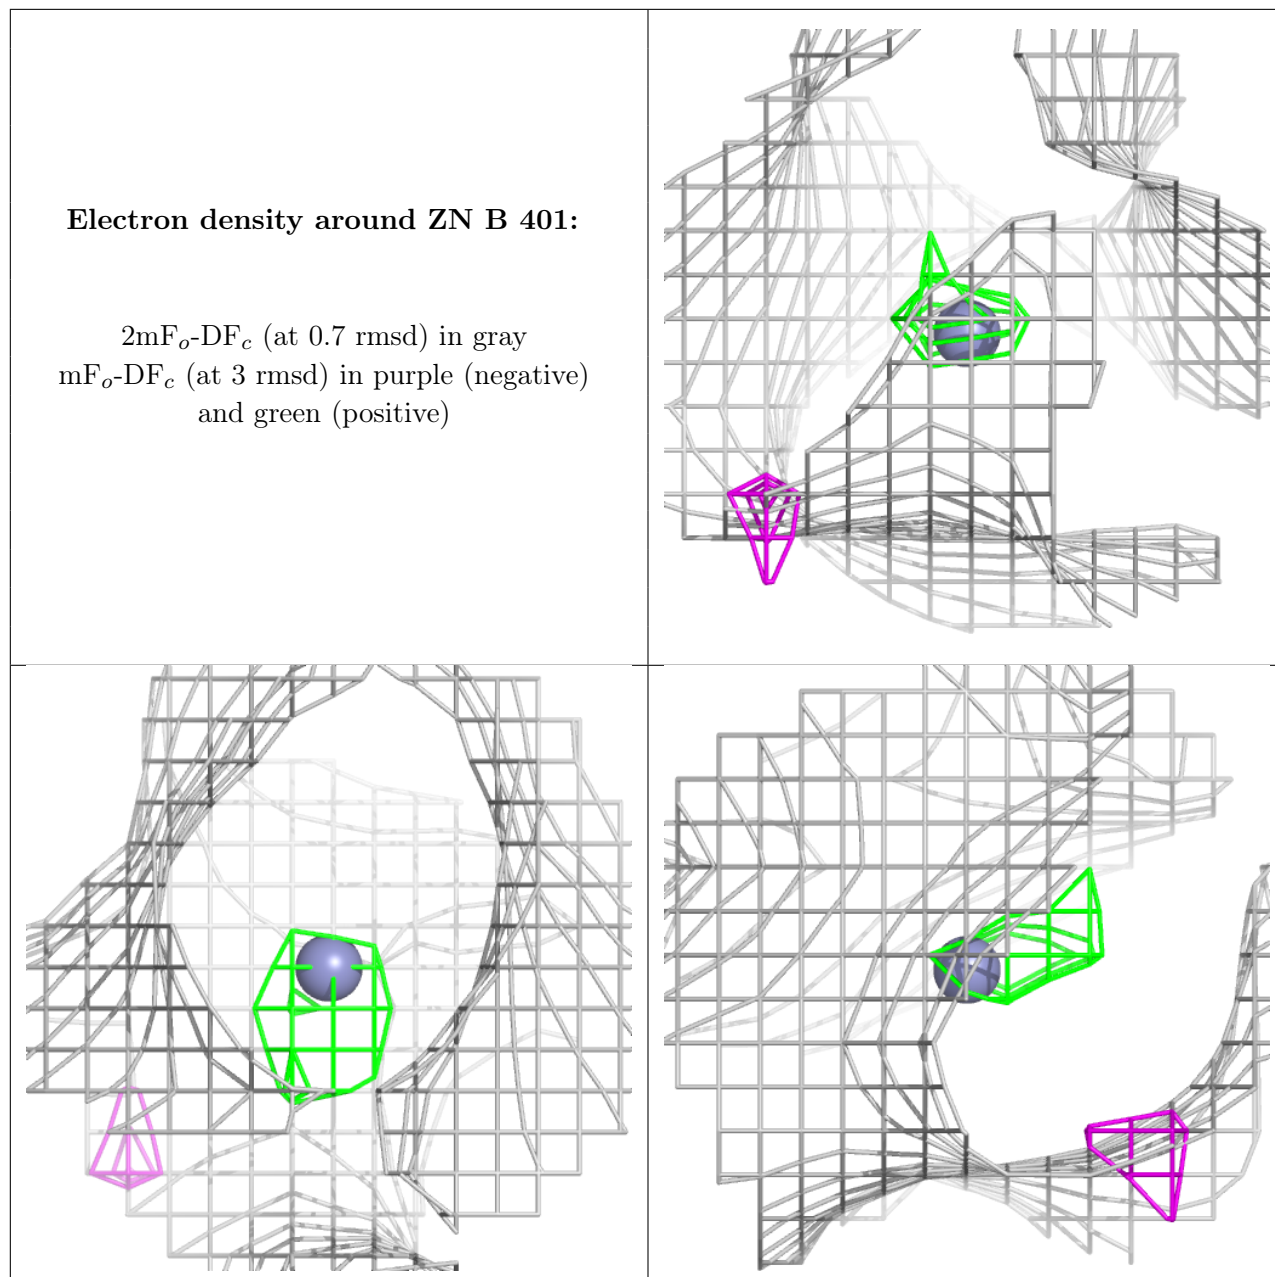 Electron density around ZN B 401:
2mFo-DFc (at 0.7 rmsd) in gray
mFo-DFc (at 3 rmsd) in purple (negative)
and green (positive)